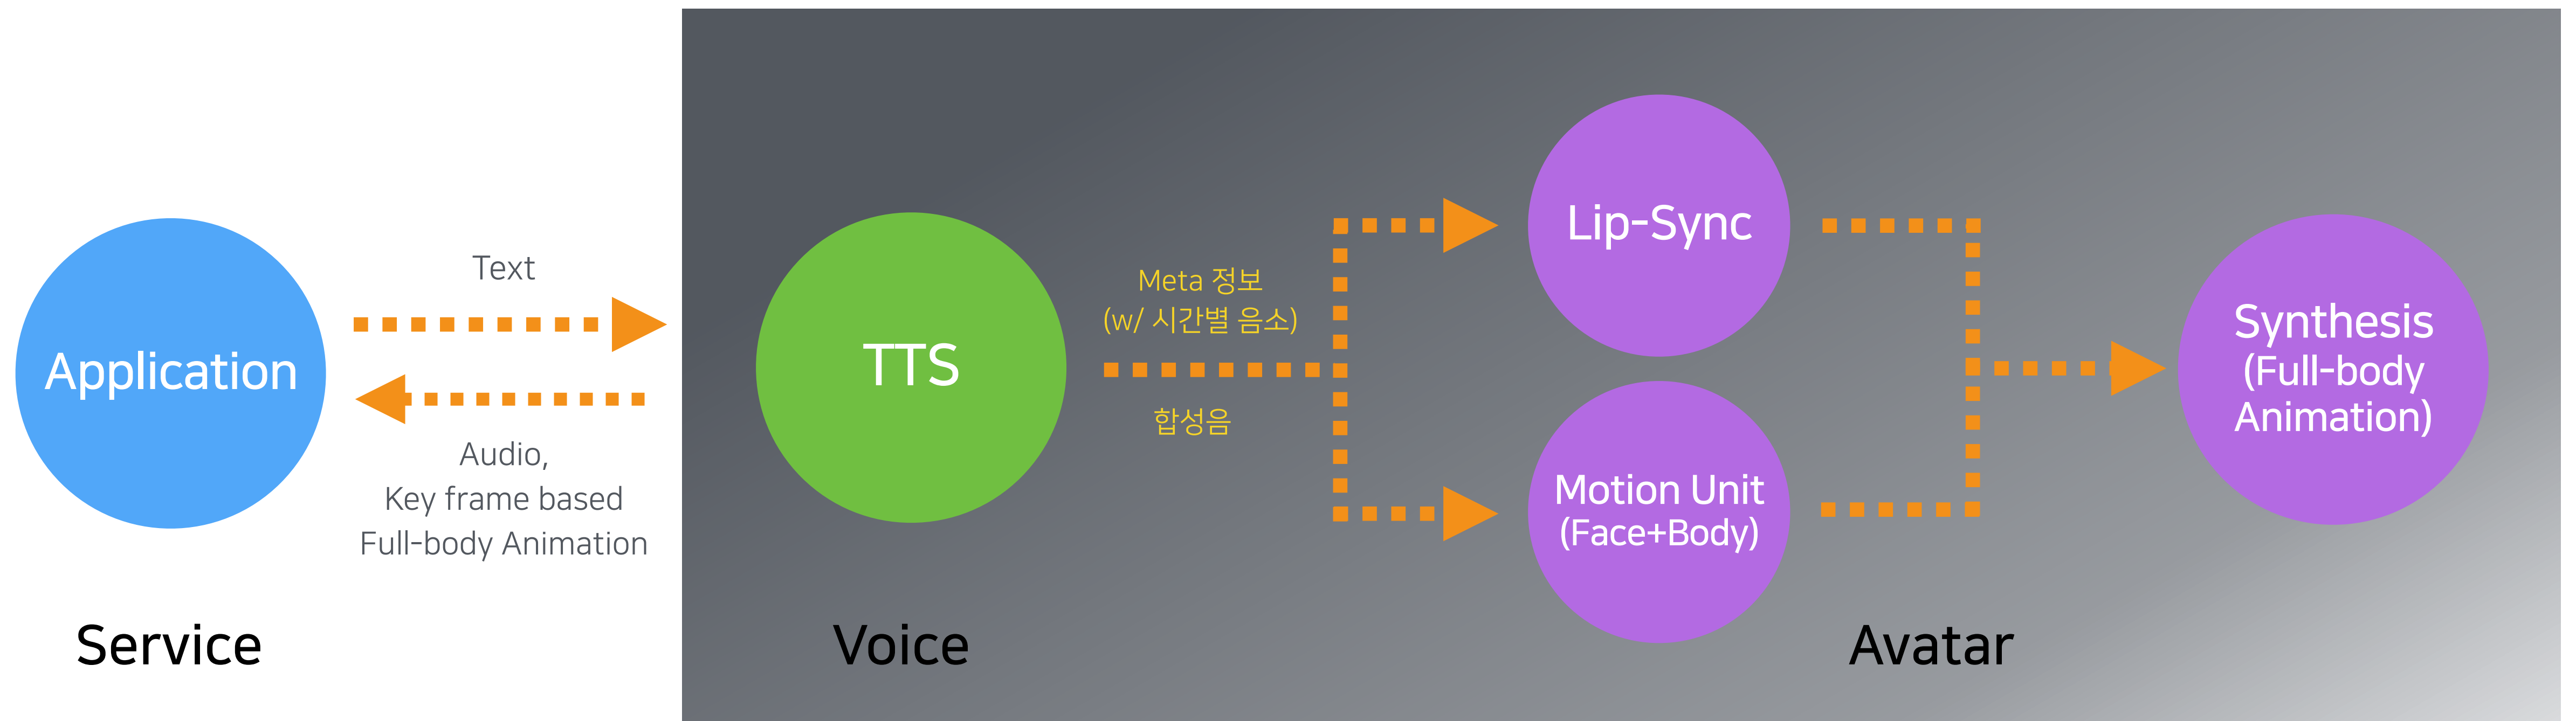 Application
Service
Text
Audio,
Key frame based
Full-body Animation
TTS
Voice
Meta 정보
(w/ 시간별 음소)
합성음
Lip-Sync
Motion Unit
(Face+Body)
Avatar
Synthesis
(Full-body
Animation)